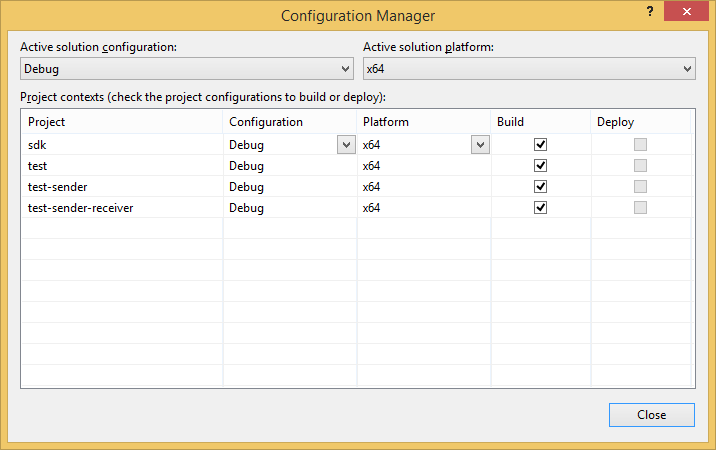 Configuration Manager
?
Active solution configuration: Active solution platform:
Debug x64
Project contexts (check the project configurations to build or deploy):
Project Configuration Platform Build Deploy
sdk Debug x64
test Debug x64
test-sender Debug x64
test-sender-receiver Debug x64
Close